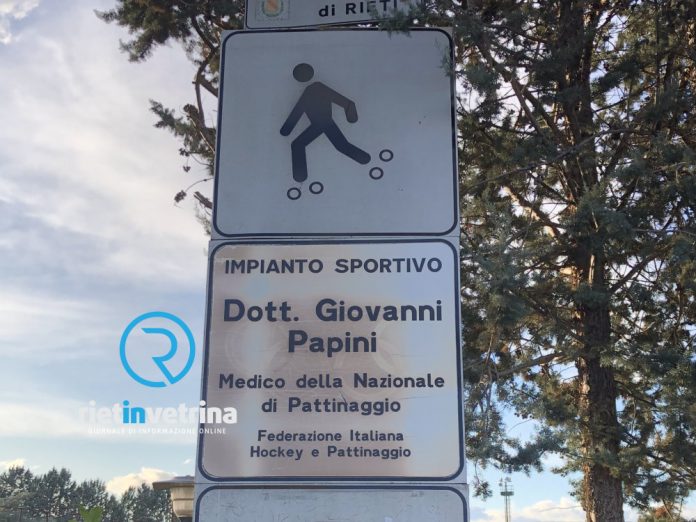 di RIETI
IMPIANTO SPORTIVO
Dott. Giovanni
Papini
Medico della Nazionale
di Pattinaggio
Federazione Italiana
Hockey e Pattinaggio
rietinvetrina
GIORNALE DI INFORMAZIONE ONLINE